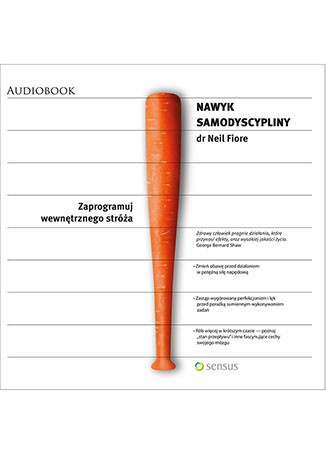 AUDIOBOOK
NAWYK
SAMODYSCYPLINY
dr Neil Fiore
Zaprogramuj
wewnętrznego stróża
Zdrowy człowiek pragnie działania, które
przynosi efekty, oraz wysokiej jakości życia.
George Bernard Shaw
• Zmień obawę przed działaniem
w potężną siłę napędową
• Zastąp wygórowany perfekcjonizm i lęk
przed porażką sumiennym wykonywaniem
zadań
• Rób więcej w krótszym czasie — poznaj
„stan przepływu” i inne fascynujące cechy
swojego mózgu
sensus